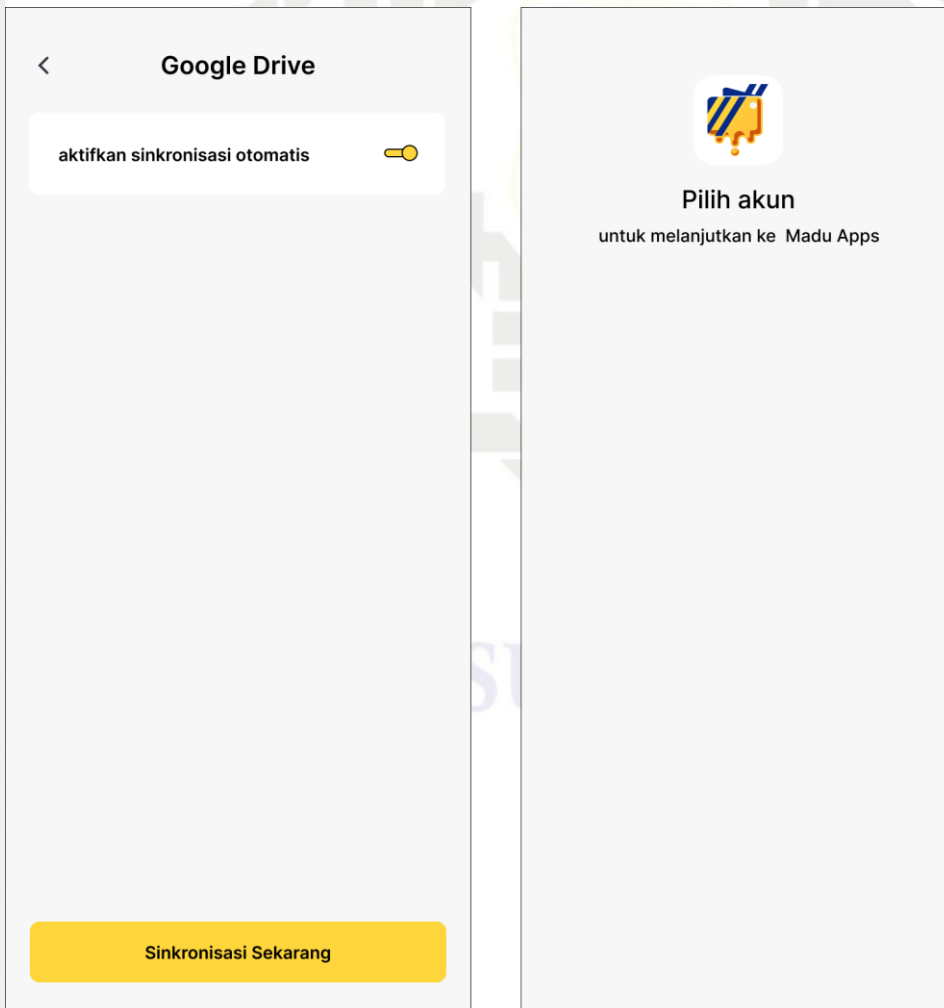 Google Drive
aktifkan sinkronisasi otomatis
Sinkronisasi Sekarang
Pilih akun
untuk melanjutkan ke Madu Apps